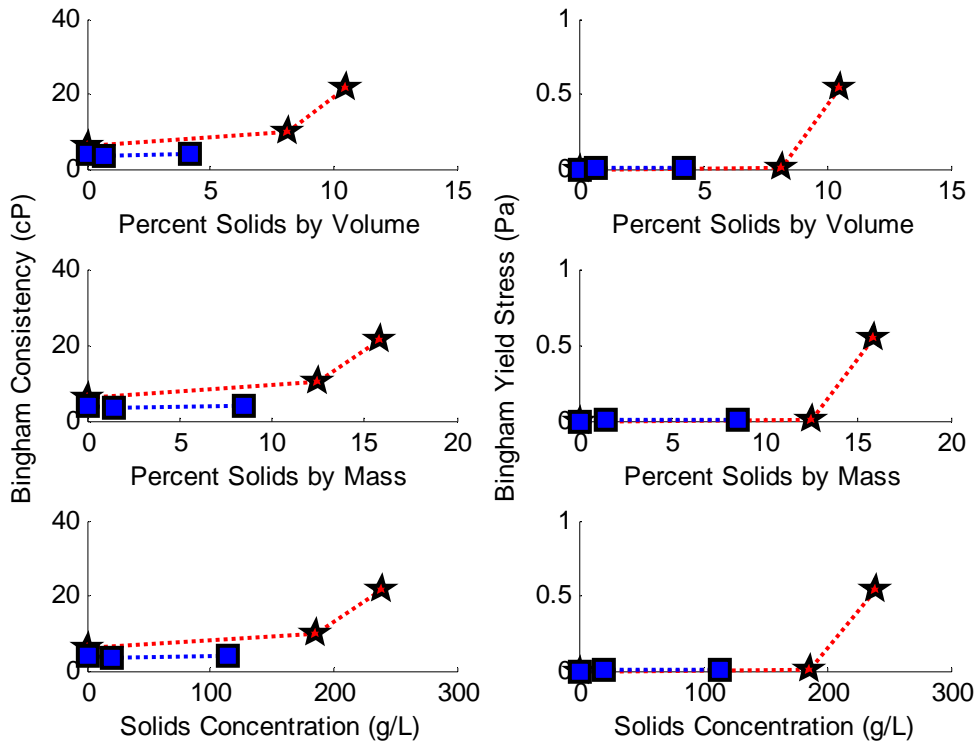 40
20
0
0 5 10 15
Percent Solids by Volume
1
0.5
0
0 5 10 15
Percent Solids by Volume
Bingham Consistency (cP)
40
20
0
0 5 10 15 20
Percent Solids by Mass
Bingham Yield Stress (Pa)
1
0.5
0
0 5 10 15 20
Percent Solids by Mass
40
20
0
0 100 200 300
Solids Concentration (g/L)
1
0.5
0
0 100 200 300
Solids Concentration (g/L)